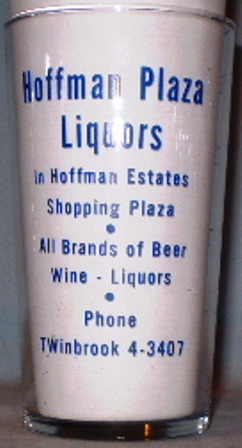 Hoffman Plaza
Liquors
in Hoffman Estates
Shopping Plaza
•
All Brands of Beer
Wine - Liquors
•
Phone
TWinbrook 4-3407